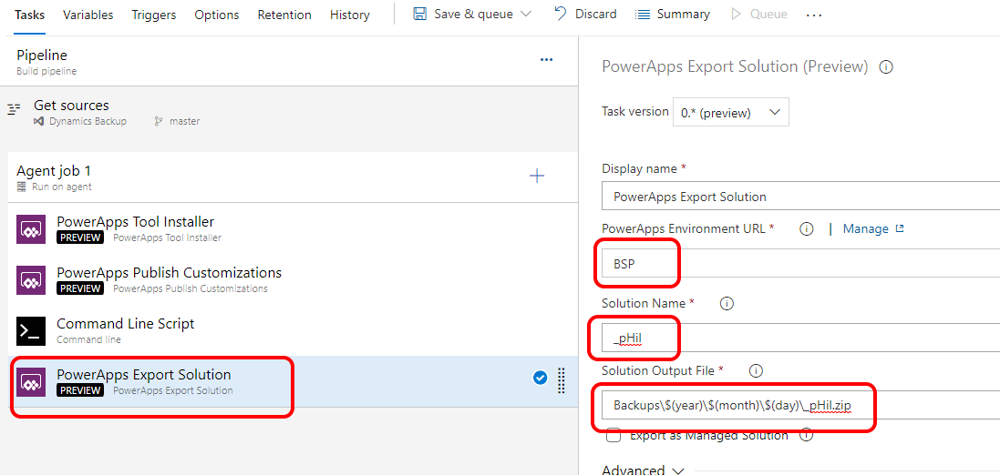 Tasks Variables Triggers Options Retention History Save & queue Discard Summary Queue ...
Pipeline
Build pipeline
Get sources
Dynamics Backup master
Agent job 1
Run on agent
PowerApps Tool Installer
PREVIEW PowerApps Tool Installer
PowerApps Publish Customizations
PREVIEW PowerApps Publish Customizations
Command Line Script
Command line
PowerApps Export Solution
PREVIEW PowerApps Export Solution
PowerApps Export Solution (Preview)
Task version 0.* (preview)
Display name *
PowerApps Export Solution
PowerApps Environment URL * | Manage
BSP
Solution Name *
_pHil
Solution Output File *
Backups\$(year)\$(month)\$(day)\_pHil.zip
Export as Managed Solution
Advanced